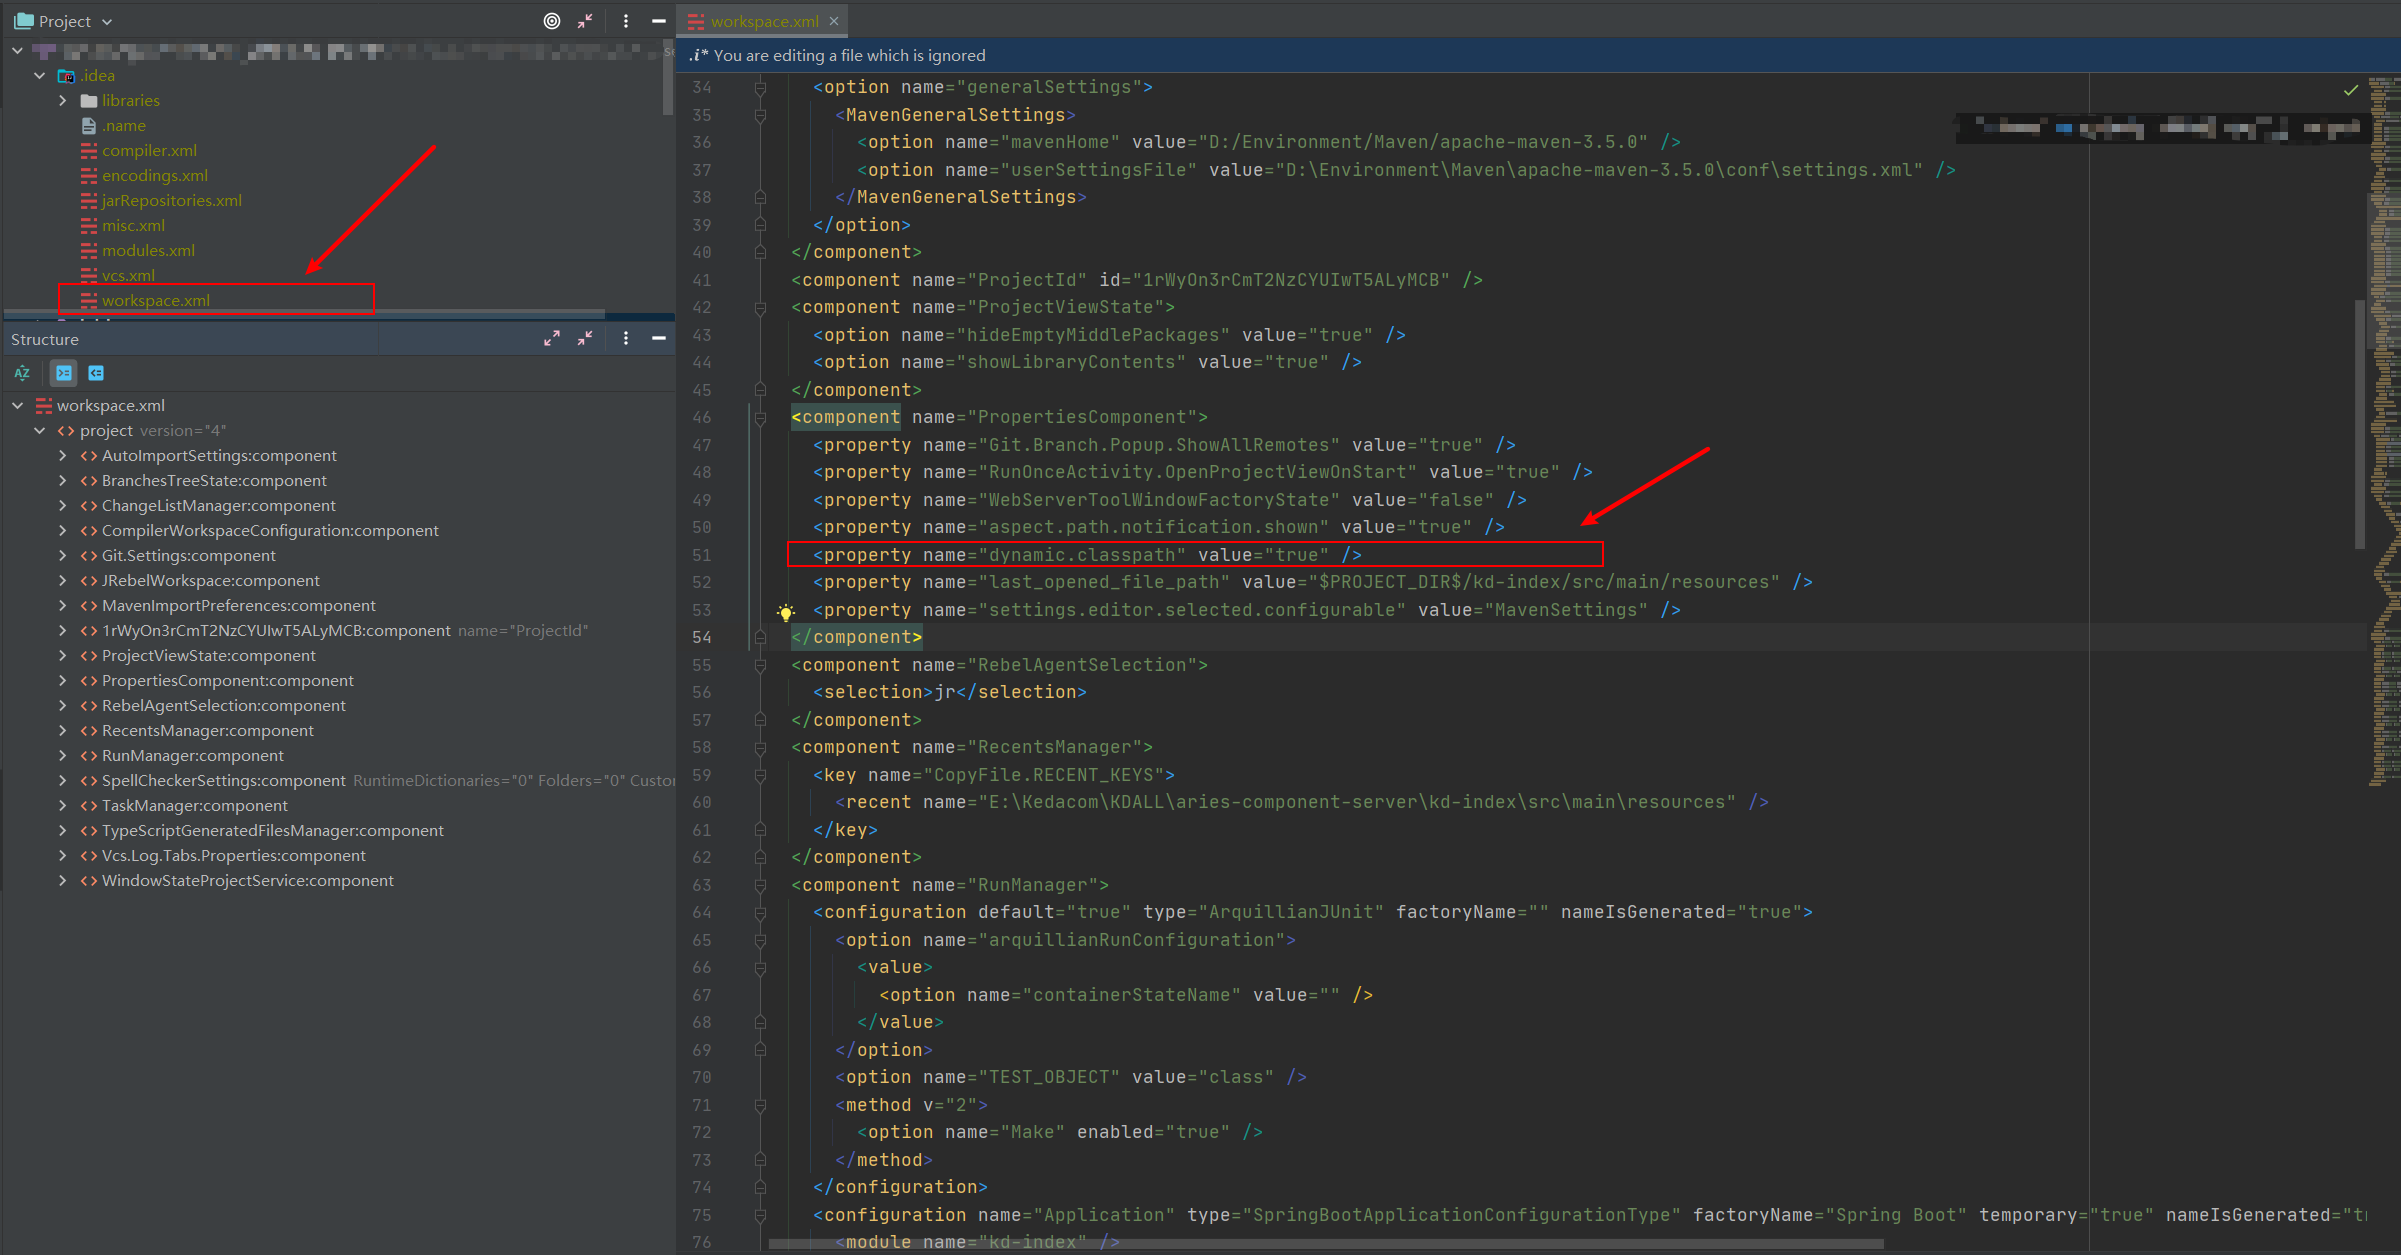 Project
workspace.xml
.idea
libraries
.name
compiler.xml
encodings.xml
jarRepositories.xml
misc.xml
modules.xml
vcs.xml
workspace.xml
Structure
AZ
workspace.xml
project version="4"
AutoImportSettings:component
BranchesTreeState:component
ChangeListManager:component
CompilerWorkspaceConfiguration:component
Git.Settings:component
JRebelWorkspace:component
MavenImportPreferences:component
1rWyOn3rCmT2NzCYUIwT5ALyMCB:component name="ProjectId"
ProjectViewState:component
PropertiesComponent:component
RebelAgentSelection:component
RecentsManager:component
RunManager:component
SpellCheckerSettings:component RuntimeDictionaries="0" Folders="0" Custo
TaskManager:component
TypeScriptGeneratedFilesManager:component
Vcs.Log.Tabs.Properties:component
WindowStateProjectService:component
.i* You are editing a file which is ignored
34 <option name="generalSettings">
35 <MavenGeneralSettings>
36 <option name="mavenHome" value="D:/Environment/Maven/apache-maven-3.5.0" />
37 <option name="userSettingsFile" value="D:\Environment\Maven\apache-maven-3.5.0\conf\settings.xml" />
38 </MavenGeneralSettings>
39 </option>
40 </component>
41 <component name="ProjectId" id="1rWyOn3rCmT2NzCYUIwT5ALyMCB" />
42 <component name="ProjectViewState">
43 <option name="hideEmptyMiddlePackages" value="true" />
44 <option name="showLibraryContents" value="true" />
45 </component>
46 <component name="PropertiesComponent">
47 <property name="Git.Branch.Popup.ShowAllRemotes" value="true" />
48 <property name="RunOnceActivity.OpenProjectViewOnStart" value="true" />
49 <property name="WebServerToolWindowFactoryState" value="false" />
50 <property name="aspect.path.notification.shown" value="true" />
51 <property name="dynamic.classpath" value="true" />
52 <property name="last_opened_file_path" value="$PROJECT_DIR$/kd-index/src/main/resources" />
53 <property name="settings.editor.selected.configurable" value="MavenSettings" />
54 </component>
55 <component name="RebelAgentSelection">
56 <selection>jr</selection>
57 </component>
58 <component name="RecentsManager">
59 <key name="CopyFile.RECENT_KEYS">
60 <recent name="E:\Kedacom\KDALL\aries-component-server\kd-index\src\main\resources" />
61 </key>
62 </component>
63 <component name="RunManager">
64 <configuration default="true" type="ArquillianJUnit" factoryName="" nameIsGenerated="true">
65 <option name="arquillianRunConfiguration">
66 <value>
67 <option name="containerStateName" value="" />
68 </value>
69 </option>
70 <option name="TEST_OBJECT" value="class" />
71 <method v="2">
72 <option name="Make" enabled="true" />
73 </method>
74 </configuration>
75 <configuration name="Application" type="SpringBootApplicationConfigurationType" factoryName="Spring Boot" temporary="true" nameIsGenerated="t
76 <module name="kd-index" />